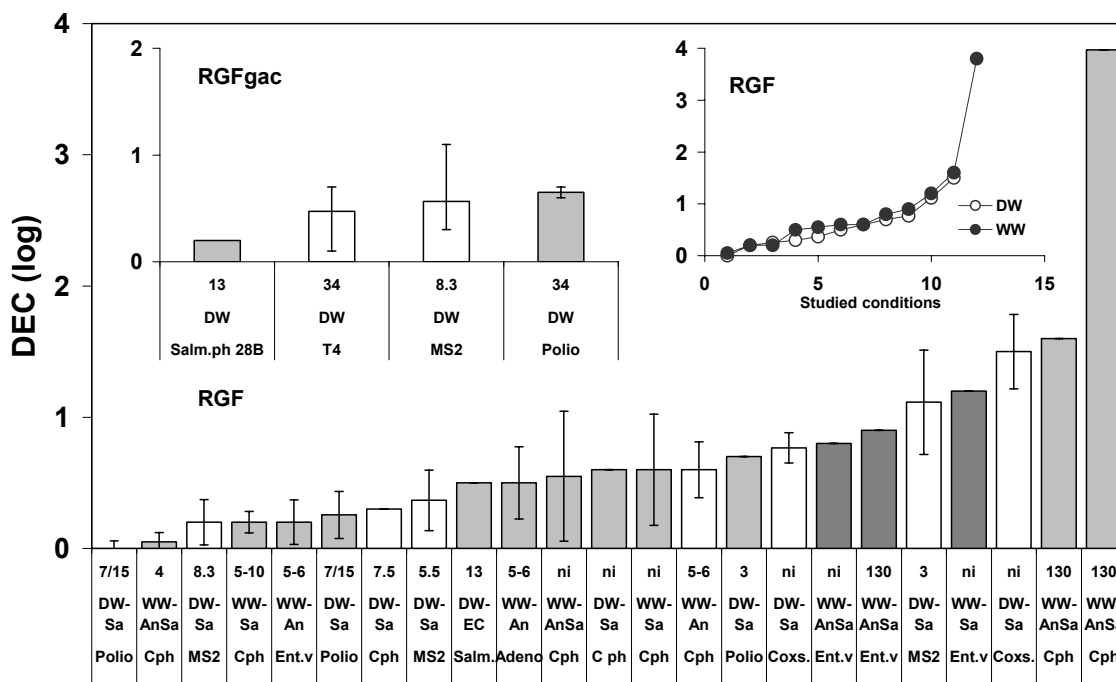 DEC (log)
4
3
2
1
0
RGFgac
2
1
0
13 34 8.3 34
DW DW DW DW
Salm.ph 28B T4 MS2 Polio
RGF
4
3
2
1
0
0 5 10 15
Studied conditions
DW
WW
RGF
7/15 4 8.3 5-10 5-6 7/15 7.5 5.5 13 5-6 ni ni ni 5-6 3 ni ni 130 3 ni ni 130 130
DW- WW- DW- WW- WW- DW- DW- DW- DW- WW- WW- DW- WW- WW- DW- DW- WW- WW- DW- WW- DW- WW- WW-
Sa AnSa Sa Sa An Sa Sa Sa EC An AnSa Sa Sa An Sa Sa AnSa AnSa Sa Sa Sa AnSa AnSa
Polio Cph MS2 Cph Ent.v Polio Cph MS2 Salm. Adeno Cph C ph Cph Cph Polio Coxs. Ent.v Ent.v MS2 Ent.v Coxs. Cph Cph